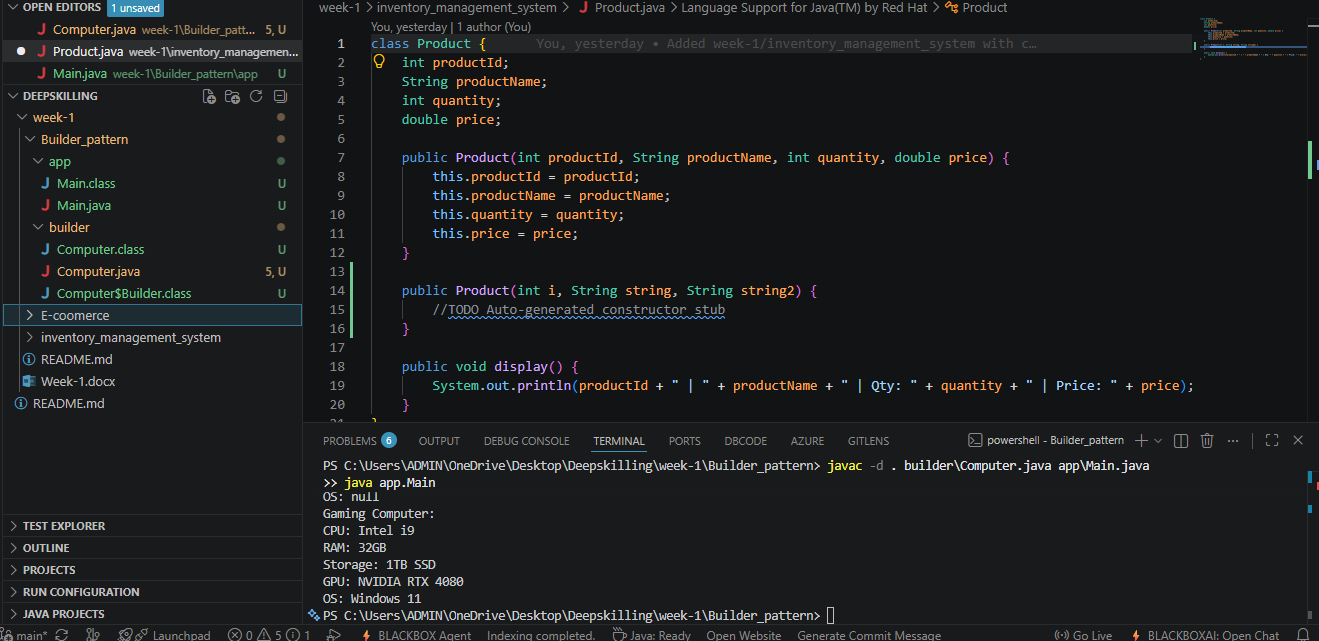 OPEN EDITORS 1 unsaved
Computer.java week-1\Builder_patt... 5, U
Product.java week-1\inventory_managemen...
Main.java week-1\Builder_pattern\app U
DEEPSKILLING
week-1
Builder_pattern
app
Main.class U
Main.java U
builder
Computer.class U
Computer.java 5, U
Computer$Builder.class U
E-coomerce
inventory_management_system
README.md
Week-1.docx
README.md
TEST EXPLORER
OUTLINE
PROJECTS
RUN CONFIGURATION
JAVA PROJECTS
week-1 > inventory_management_system > Product.java > Language Support for Java(TM) by Red Hat > Product
You, yesterday | 1 author (You)
1 class Product { You, yesterday • Added week-1/inventory_management_system with c…
2 int productId;
3 String productName;
4 int quantity;
5 double price;
6
7 public Product(int productId, String productName, int quantity, double price) {
8 this.productId = productId;
9 this.productName = productName;
10 this.quantity = quantity;
11 this.price = price;
12 }
13
14 public Product(int i, String string, String string2) {
15 //TODO Auto-generated constructor stub
16 }
17
18 public void display() {
19 System.out.println(productId + " | " + productName + " | Qty: " + quantity + " | Price: " + price);
20 }
21 }
PROBLEMS 6 OUTPUT DEBUG CONSOLE TERMINAL PORTS DBCODE AZURE GITLENS powershell - Builder_pattern
PS C:\Users\ADMIN\OneDrive\Desktop\Deepskilling\week-1\Builder_pattern> javac -d . builder\Computer.java app\Main.java
>> java app.Main
OS: null
Gaming Computer:
CPU: Intel i9
RAM: 32GB
Storage: 1TB SSD
GPU: NVIDIA RTX 4080
OS: Windows 11
PS C:\Users\ADMIN\OneDrive\Desktop\Deepskilling\week-1\Builder_pattern>
main* Launchpad 0 5 1 BLACKBOX Agent Indexing completed. Java: Ready Open Website Generate Commit Message Go Live BLACKBOXAI: Open Chat